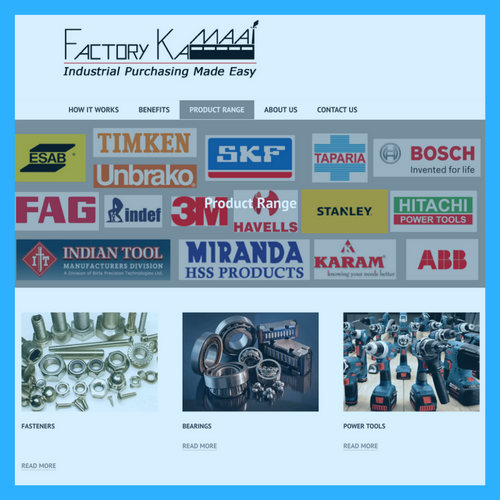 FACTORY KAMAAI
Industrial Purchasing Made Easy
HOW IT WORKS BENEFITS PRODUCT RANGE ABOUT US CONTACT US
ESAB TIMKEN Unbrako SKF TAPARIA BOSCH
Invented for life
Product Range
FAG Rindef 3M HAVELLS STANLEY HITACHI
POWER TOOLS
INDIAN TOOL
MANUFACTURERS DIVISION
A Division of Birla Precision Technologies Ltd.
MIRANDA
HSS PRODUCTS
KARAM
knowing your needs better
ABB
FASTENERS BEARINGS POWER TOOLS
READ MORE READ MORE
READ MORE